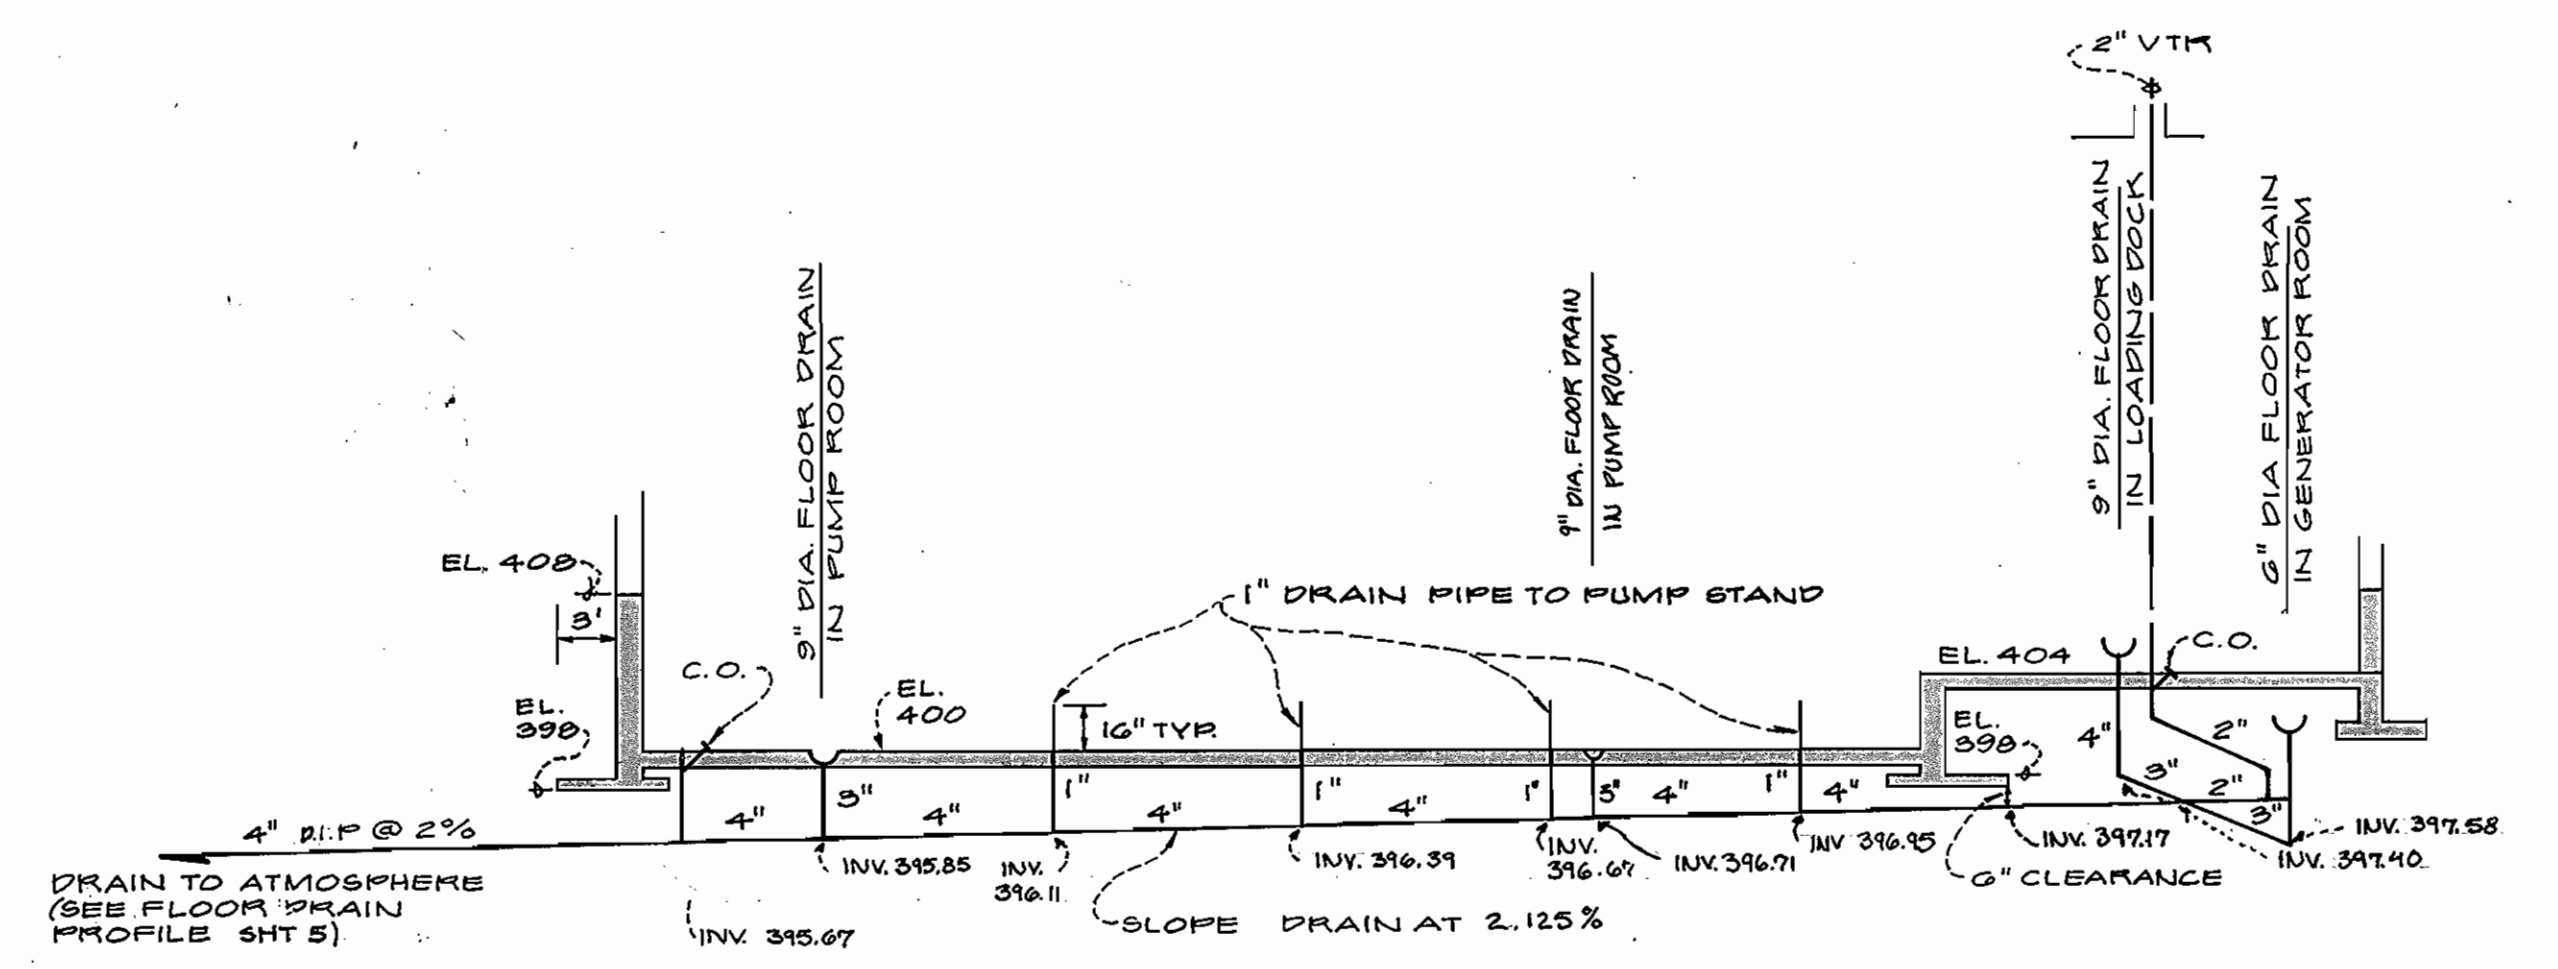 2" VTR
9" DIA. FLOOR DRAIN
IN PUMP ROOM
9" DIA. FLOOR DRAIN
IN PUMP ROOM
9" DIA. FLOOR DRAIN
IN LOADING DOCK
6" DIA FLOOR DRAIN
IN GENERATOR ROOM
EL. 408
3'
1" DRAIN PIPE TO PUMP STAND
C.O.
EL. 404
C.O.
EL.
398
EL.
400
16" TYP.
EL.
398
4"
2"
3"
2"
3"
4"
3"
4"
1"
4"
1"
4"
1"
3"
4"
1"
4"
4" D.I.P @ 2%
INV. 395.85
INV.
396.11
INV. 396.39
INV.
396.67
INV. 396.71
INV 396.95
INV. 397.17
INV. 397.58
INV. 397.40
6" CLEARANCE
DRAIN TO ATMOSPHERE
(SEE FLOOR DRAIN
PROFILE SHT 5)
INV. 395.67
SLOPE DRAIN AT 2.125%